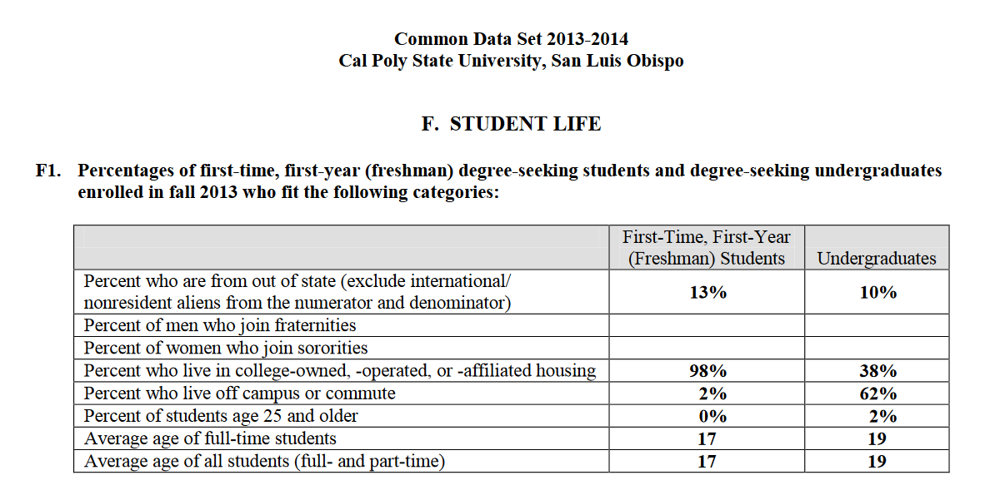 Common Data Set 2013-2014
Cal Poly State University, San Luis Obispo
F. STUDENT LIFE
F1. Percentages of first-time, first-year (freshman) degree-seeking students and degree-seeking undergraduates
enrolled in fall 2013 who fit the following categories:
First-Time, First-Year
(Freshman) Students Undergraduates
Percent who are from out of state (exclude international/
nonresident aliens from the numerator and denominator) 13% 10%
Percent of men who join fraternities
Percent of women who join sororities
Percent who live in college-owned, -operated, or -affiliated housing 98% 38%
Percent who live off campus or commute 2% 62%
Percent of students age 25 and older 0% 2%
Average age of full-time students 17 19
Average age of all students (full- and part-time) 17 19